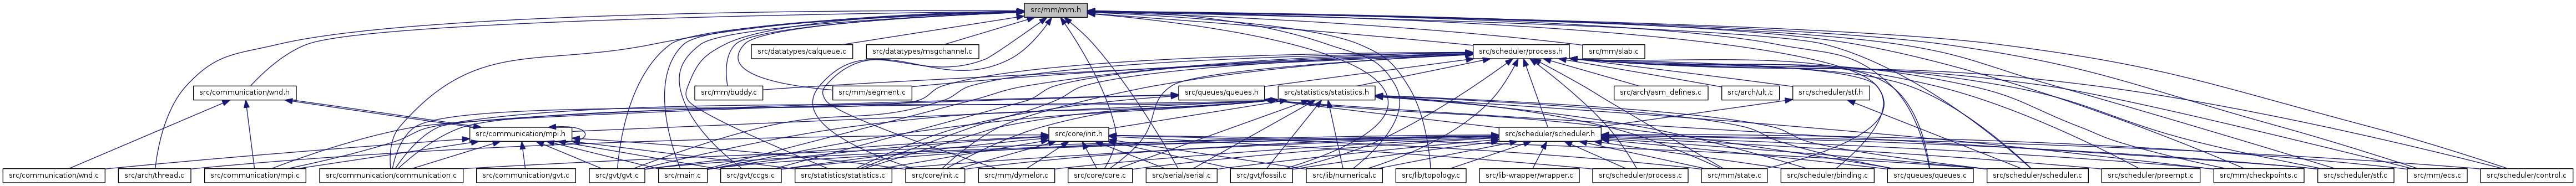 src/mm/mm.h
src/datatypes/calqueue.c
src/datatypes/msgchannel.c
src/scheduler/process.h
src/mm/slab.c
src/communication/wnd.h
src/mm/buddy.c
src/mm/segment.c
src/queues/queues.h
src/statistics/statistics.h
src/arch/asm_defines.c
src/arch/ult.c
src/scheduler/stf.h
src/communication/mpi.h
src/core/init.h
src/scheduler/scheduler.h
src/communication/wnd.c
src/arch/thread.c
src/communication/mpi.c
src/communication/communication.c
src/communication/gvt.c
src/gvt/gvt.c
src/main.c
src/gvt/ccgs.c
src/statistics/statistics.c
src/core/init.c
src/mm/dymelor.c
src/core/core.c
src/serial/serial.c
src/gvt/fossil.c
src/lib/numerical.c
src/lib/topology.c
src/lib-wrapper/wrapper.c
src/scheduler/process.c
src/mm/state.c
src/scheduler/binding.c
src/queues/queues.c
src/scheduler/scheduler.c
src/scheduler/preempt.c
src/mm/checkpoints.c
src/scheduler/stf.c
src/mm/ecs.c
src/scheduler/control.c